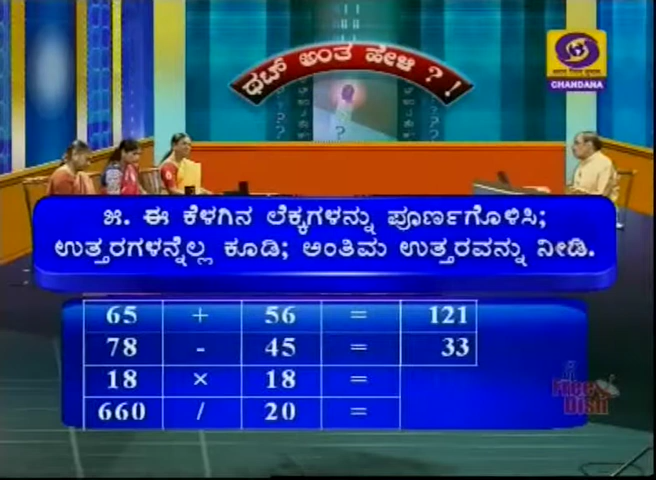 ಥಟ್ ಅಂತ ಹೇಳಿ ? !
CHANDANA
೫. ಈ ಕೆಳಗಿನ ಲೆಕ್ಕಗಳನ್ನು ಪೂರ್ಣಗೊಳಿಸಿ;
ಉತ್ತರಗಳನ್ನೆಲ್ಲ ಕೂಡಿ; ಅಂತಿಮ ಉತ್ತರವನ್ನು ನೀಡಿ.
65 + 56 = 121
78 - 45 = 33
18 × 18 =
660 / 20 =
Free
Dish